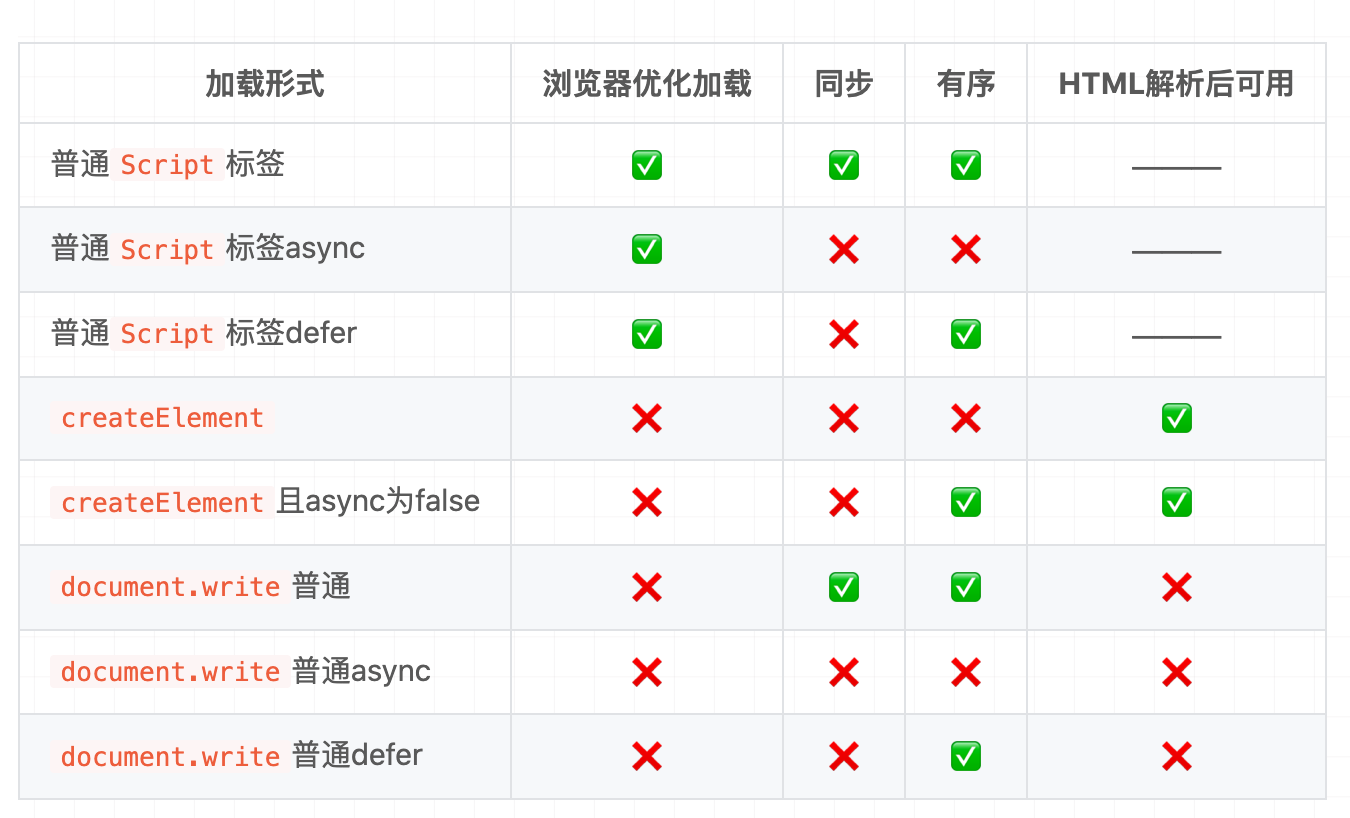 加载形式 浏览器优化加载 同步 有序 HTML解析后可用
普通 Script 标签 ✅ ✅ ✅ ———
普通 Script 标签async ✅ ❌ ❌ ———
普通 Script 标签defer ✅ ❌ ✅ ———
createElement ❌ ❌ ❌ ✅
createElement 且async为false ❌ ❌ ✅ ✅
document.write 普通 ❌ ✅ ✅ ❌
document.write 普通async ❌ ❌ ❌ ❌
document.write 普通defer ❌ ❌ ✅ ❌